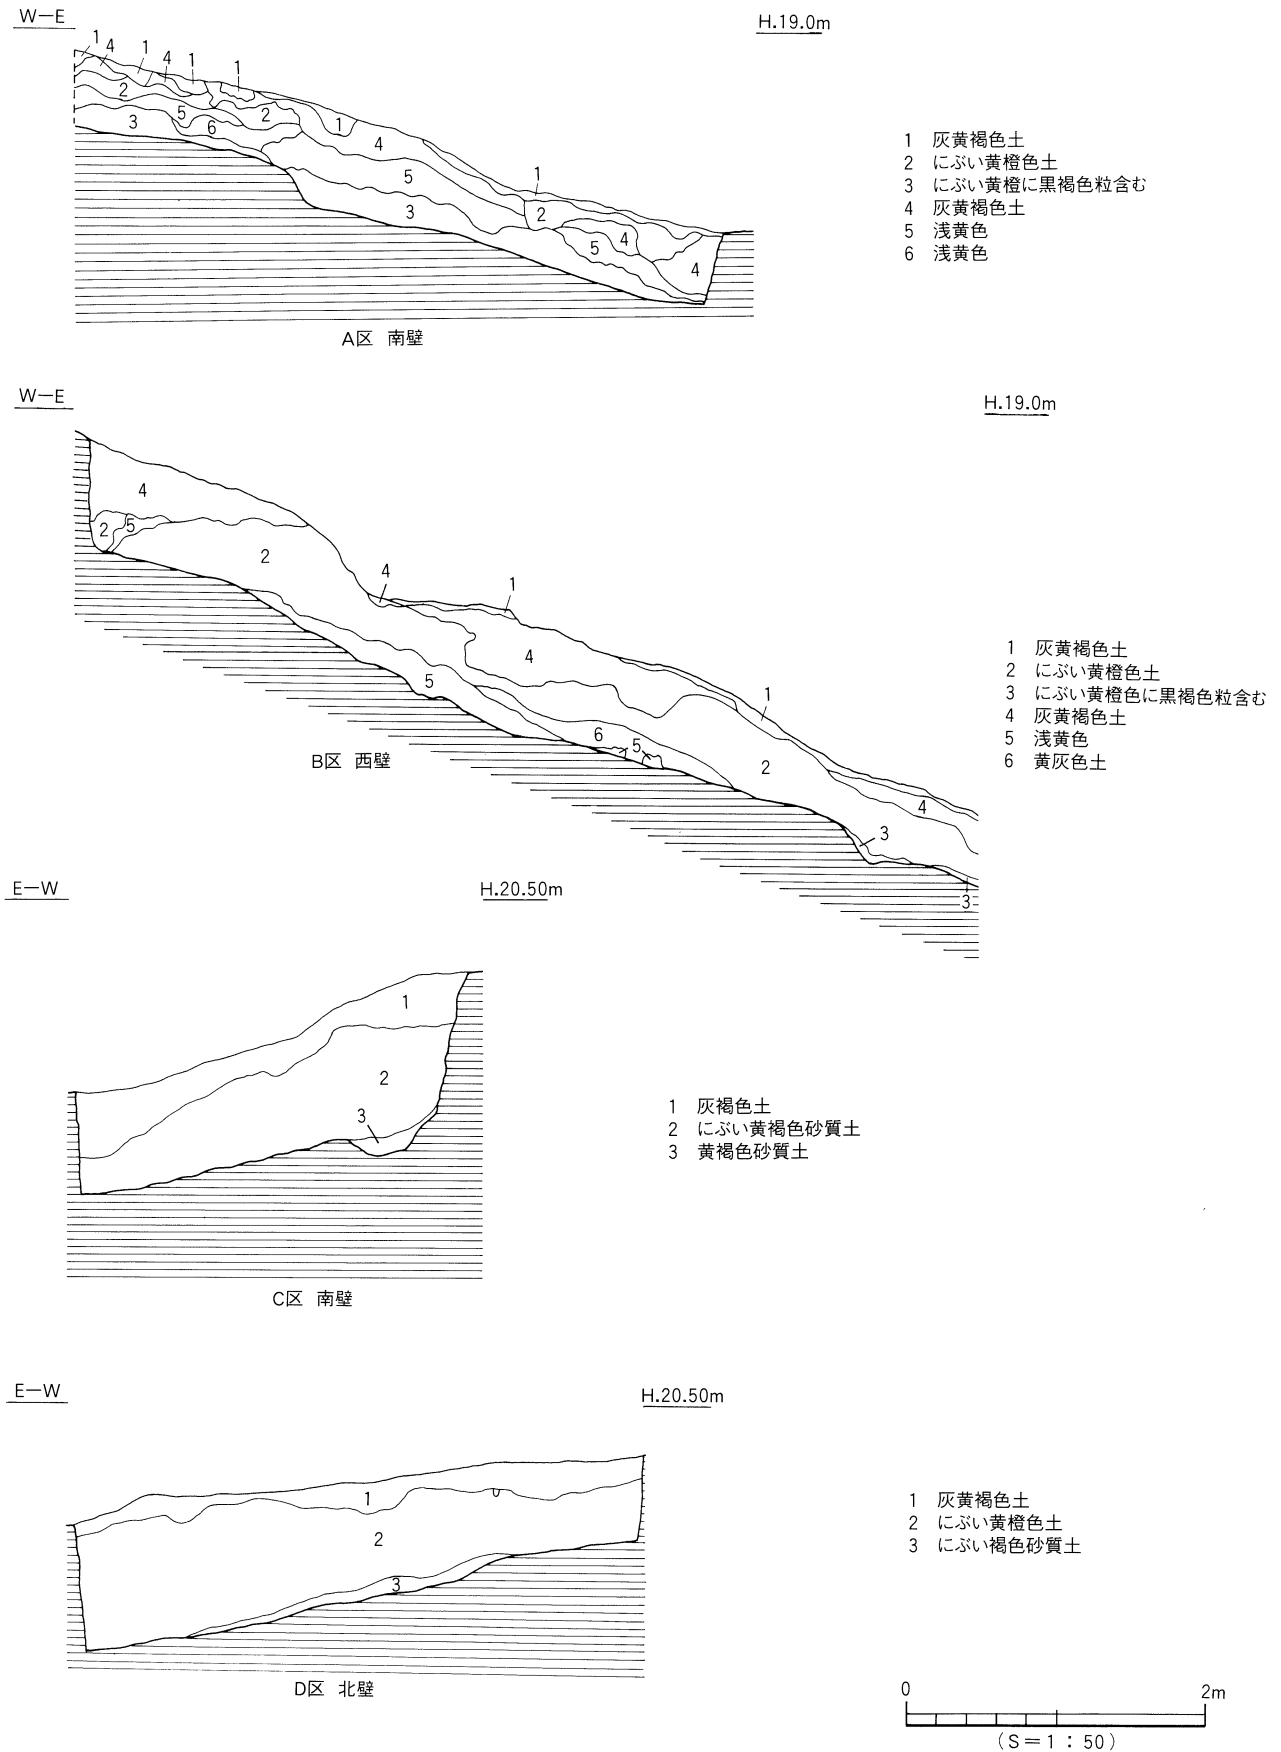 W－E
H.19.0m
1 4 1 4 1 1
2
5 2
3 6
1 4
5
3
1
2
5 4
4
1 灰黄褐色土
2 にぶい黄橙色土
3 にぶい黄橙に黒褐色粒含む
4 灰黄褐色土
5 浅黄色
6 浅黄色
A区 南壁
W－E
H.19.0m
4
2 5
2
4 1
4
5
1
6 5
2
4
3
3
1 灰黄褐色土
2 にぶい黄橙色土
3 にぶい黄橙色に黒褐色粒含む
4 灰黄褐色土
5 浅黄色
6 黄灰色土
B区 西壁
E－W
H.20.50m
1
2
3
1 灰褐色土
2 にぶい黄褐色砂質土
3 黄褐色砂質土
C区 南壁
E－W
H.20.50m
1
2
3
1 灰黄褐色土
2 にぶい黄橙色土
3 にぶい褐色砂質土
D区 北壁
0 2m
(S＝1：50)